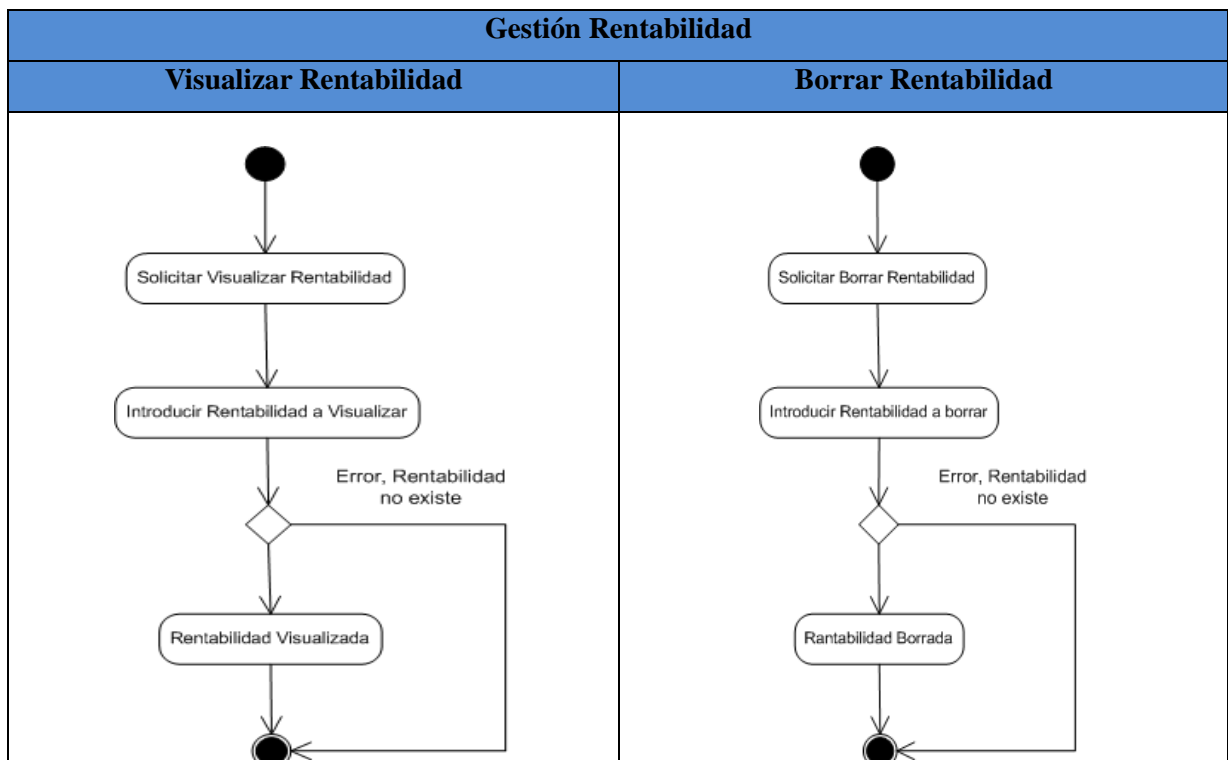 Gestión Rentabilidad
Visualizar Rentabilidad
Borrar Rentabilidad
Solicitar Visualizar Rentabilidad
Introducir Rentabilidad a Visualizar
Error, Rentabilidad
no existe
Rentabilidad Visualizada
Solicitar Borrar Rentabilidad
Introducir Rentabilidad a borrar
Error, Rentabilidad
no existe
Rantabilidad Borrada